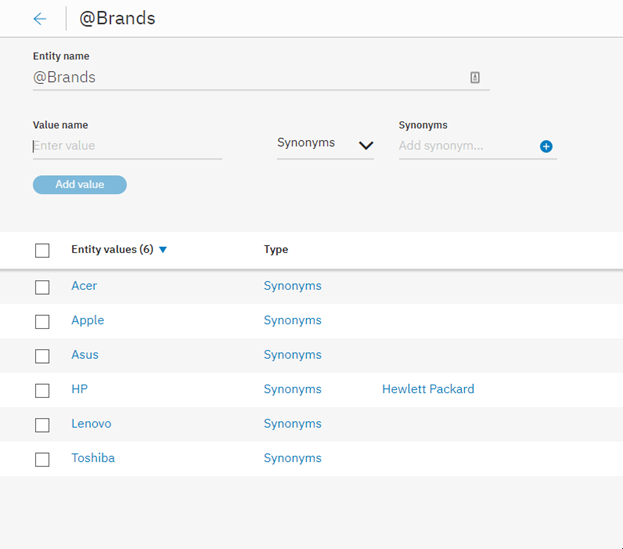 @Brands
Entity name
@Brands
Value name Synonyms
Enter value Synonyms Add synonym...
Add value
Entity values (6) Type
Acer Synonyms
Apple Synonyms
Asus Synonyms
HP Synonyms Hewlett Packard
Lenovo Synonyms
Toshiba Synonyms